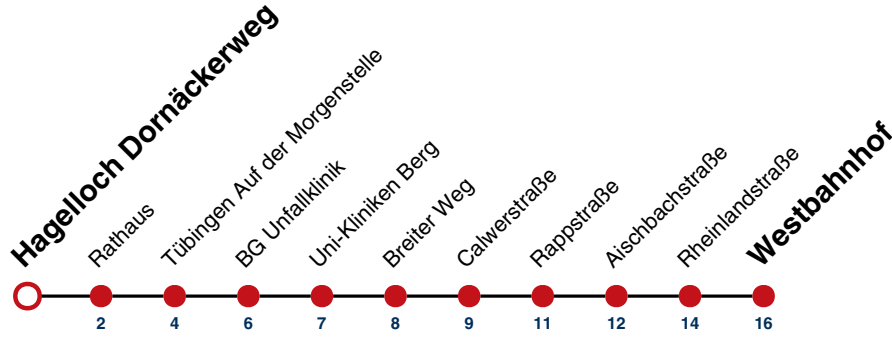 Hagelloch Dornäckerweg
Rathaus
Tübingen Auf der Morgenstelle
BG Unfallklinik
Uni-Kliniken Berg
Breiter Weg
Calwerstraße
Rappstraße
Aischbachstraße
Rheinlandstraße
Westbahnhof
2 4 6 7 8 9 11 12 14 16